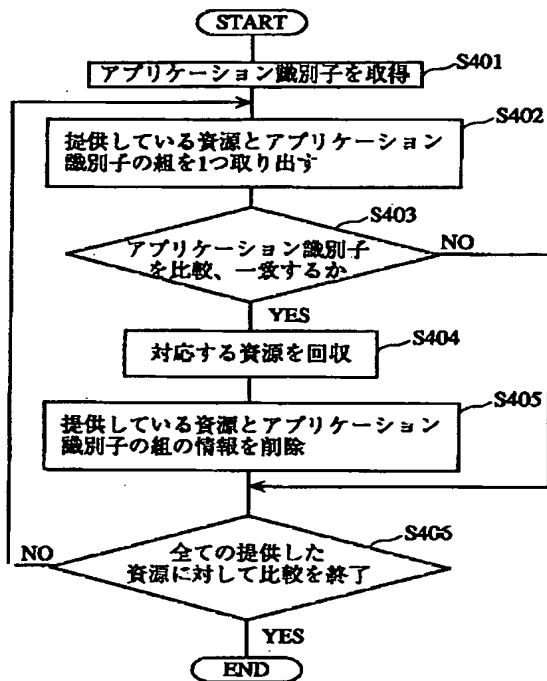 START
アプリケーション識別子を取得
S401
S402
提供している資源とアプリケーション
識別子の組を1つ取り出す
S403
アプリケーション識別子
を比較、一致するか
NO
YES
対応する資源を回収
S404
S405
提供している資源とアプリケーション
識別子の組の情報を削除
S406
全ての提供した
資源に対して比較を終了
NO
YES
END